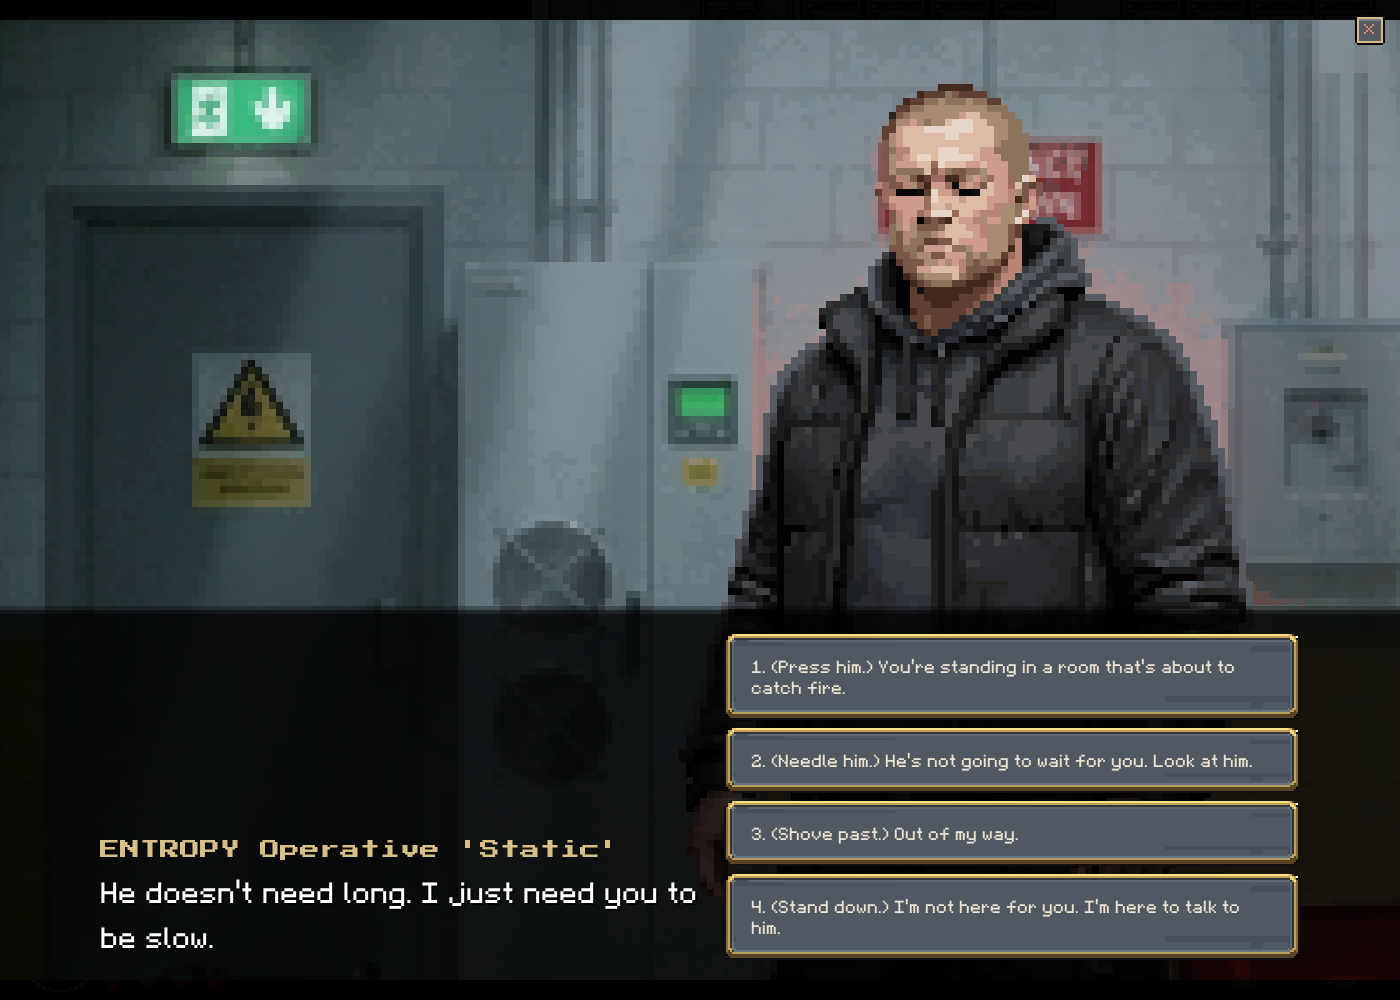 ENTROPY Operative 'Static'
He doesn't need long. I just need you to
be slow.
1. (Press him.) You're standing in a room that's about to
catch fire.
2. (Needle him.) He's not going to wait for you. Look at him.
3. (Shove past.) Out of my way.
4. (Stand down.) I'm not here for you. I'm here to talk to
him.